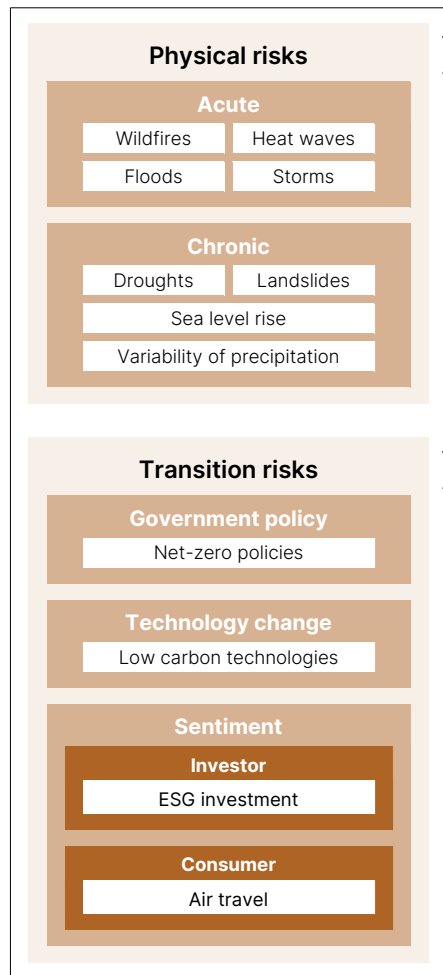 Physical risks
Acute
Wildfires
Heat waves
Floods
Storms
Chronic
Droughts
Landslides
Sea level rise
Variability of precipitation
Transition risks
Government policy
Net-zero policies
Technology change
Low carbon technologies
Sentiment
Investor
ESG investment
Consumer
Air travel